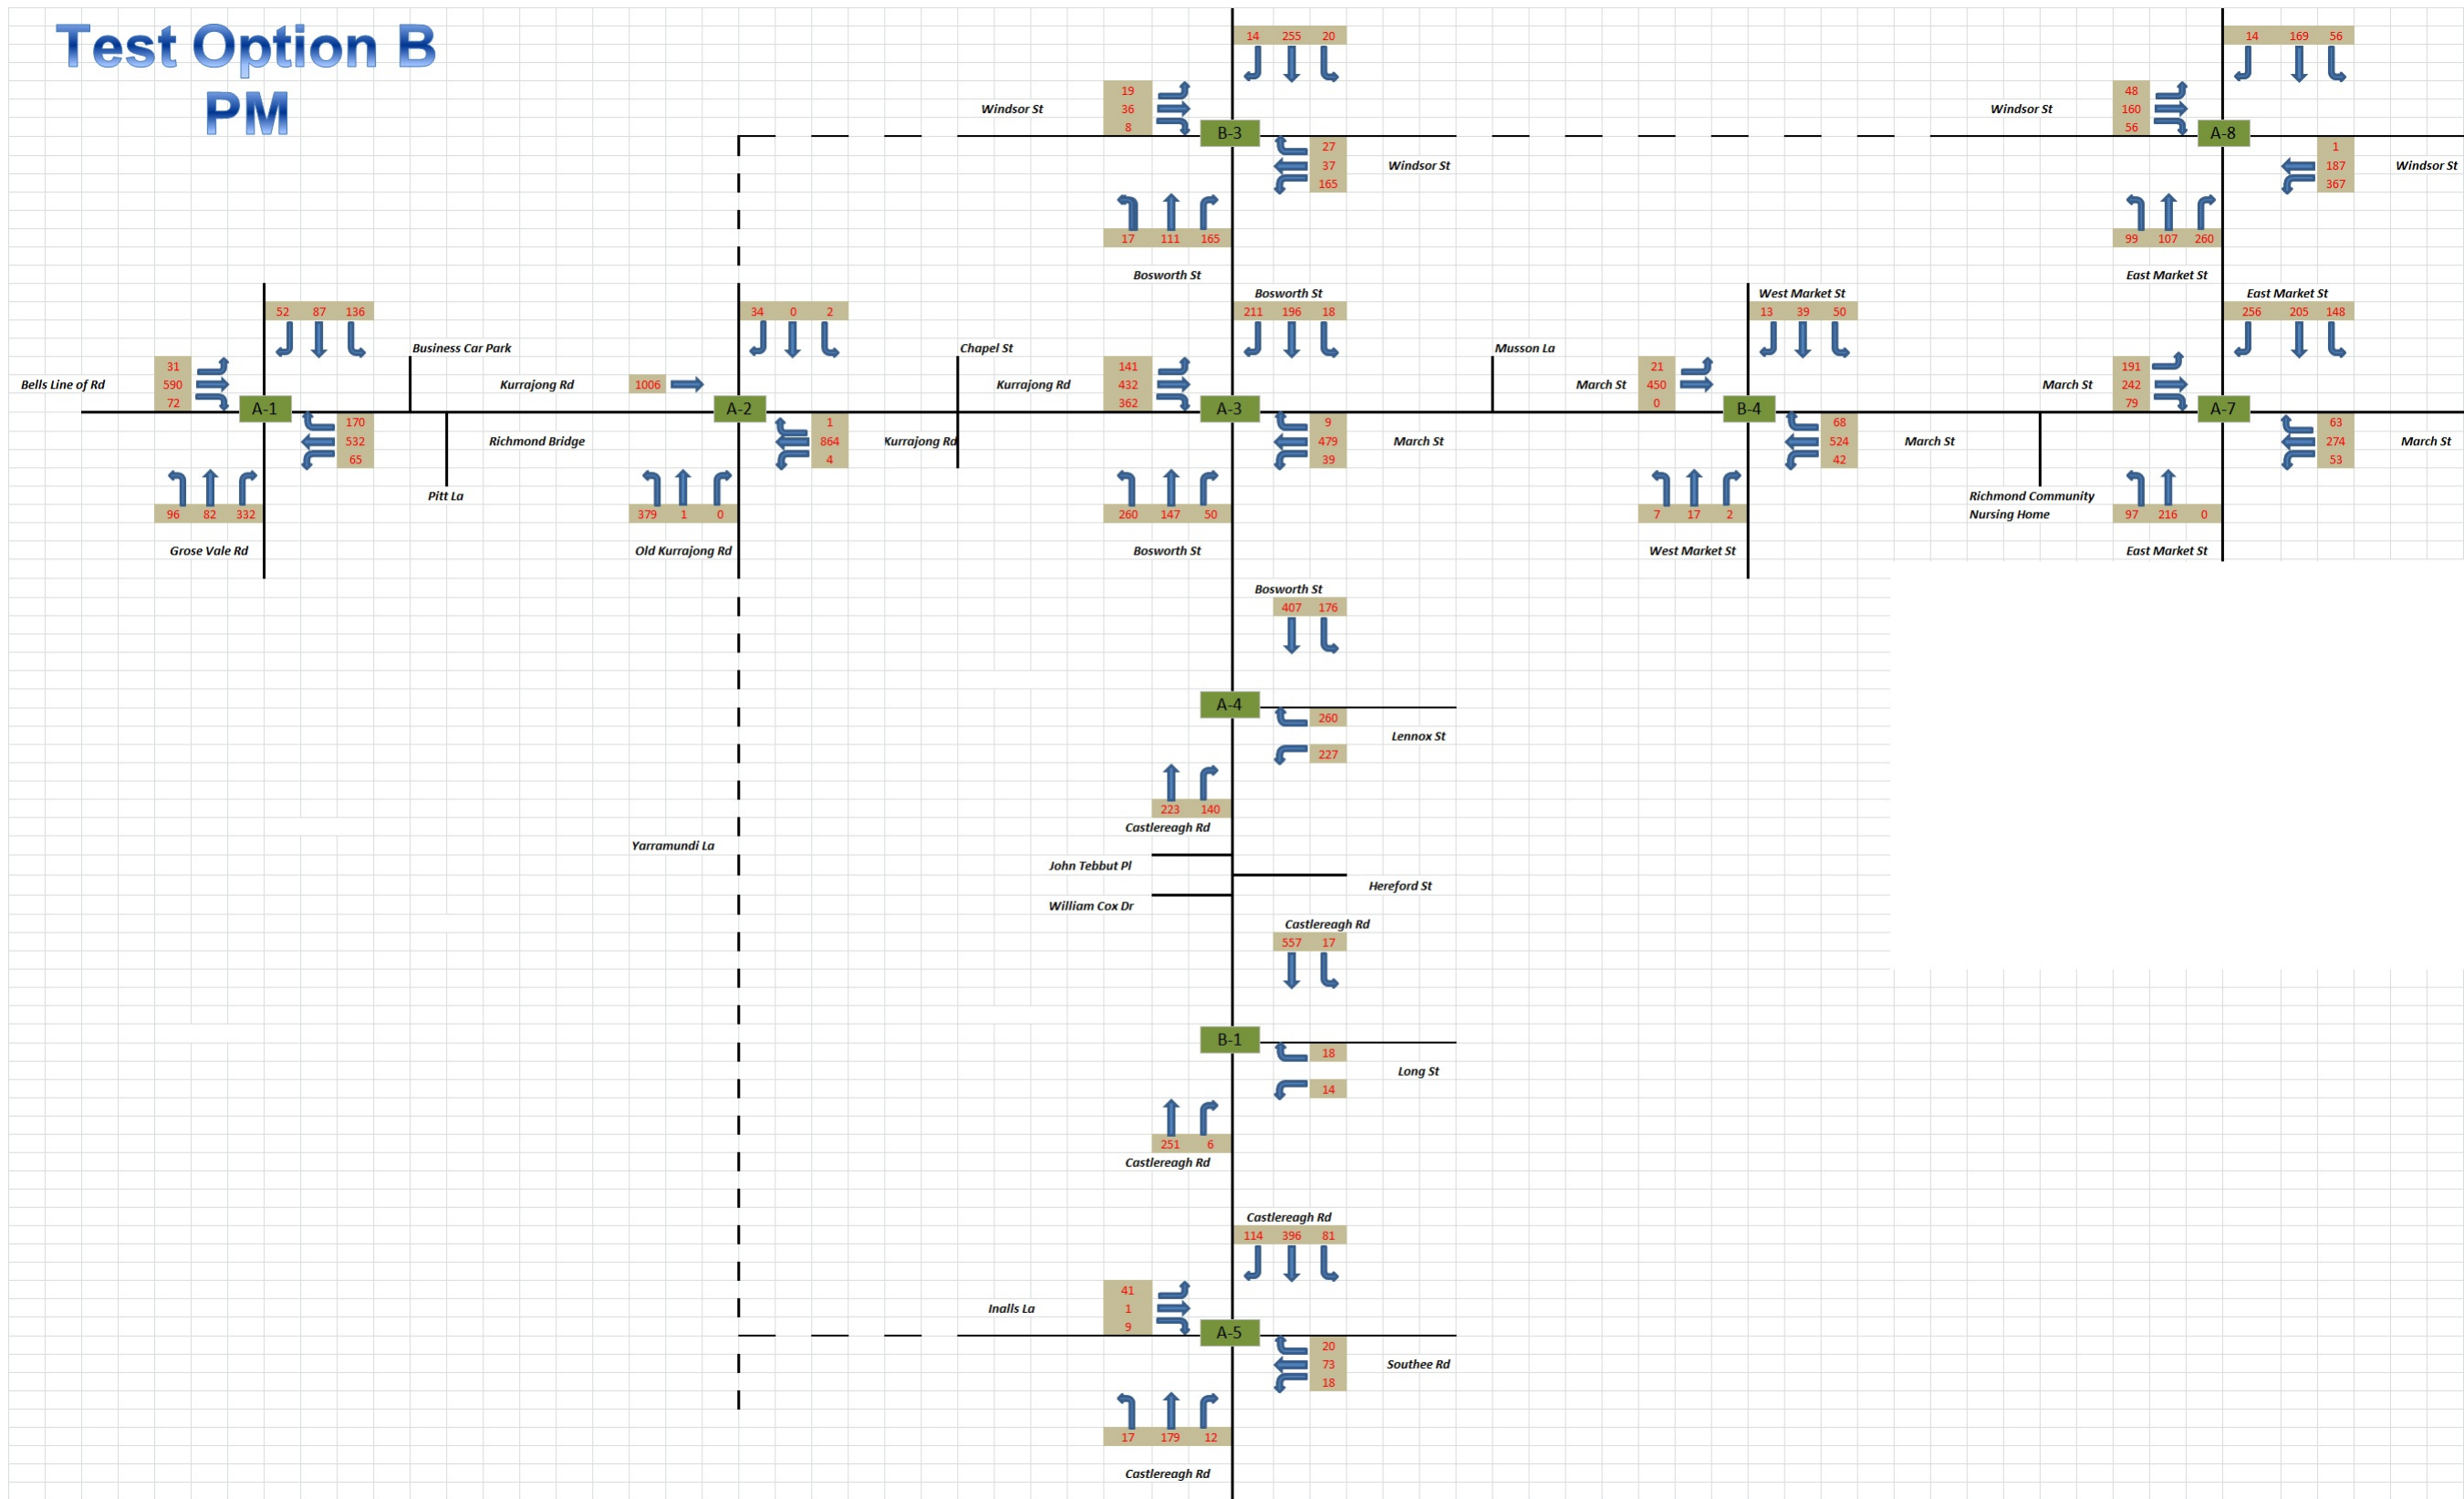 Test Option B
PM
14 255 20
14 169 56
Windsor St
19
36
8
B-3
27
37
165
Windsor St
17 111 165
Bosworth St
Windsor St
48
160
56
A-8
1
187
367
Windsor St
99 107 260
East Market St
52 87 136
Bells Line of Rd
31
590
72
A-1
170
532
65
96 82 332
Grose Vale Rd
Business Car Park
Pitt La
Kurrajong Rd
Richmond Bridge
34 0 2
1006
A-2
1
864
4
379 1 0
Old Kurrajong Rd
Kurrajong Rd
Chapel St
Kurrajong Rd
Bosworth St
211 196 18
141
432
362
A-3
9
479
39
March St
260 147 50
Bosworth St
Musson La
March St
West Market St
13 39 50
21
450
0
B-4
68
524
42
March St
7 17 2
West Market St
Richmond Community
Nursing Home
March St
East Market St
256 205 148
191
242
79
A-7
63
274
53
March St
97 216 0
East Market St
Bosworth St
407 176
A-4
260
227
Lennox St
223 140
Castlereagh Rd
Yarramundi La
John Tebbut Pl
Hereford St
William Cox Dr
Castlereagh Rd
557 17
B-1
18
14
Long St
251 6
Castlereagh Rd
Castlereagh Rd
114 396 81
Inalls La
41
1
9
A-5
20
73
18
Southee Rd
17 179 12
Castlereagh Rd